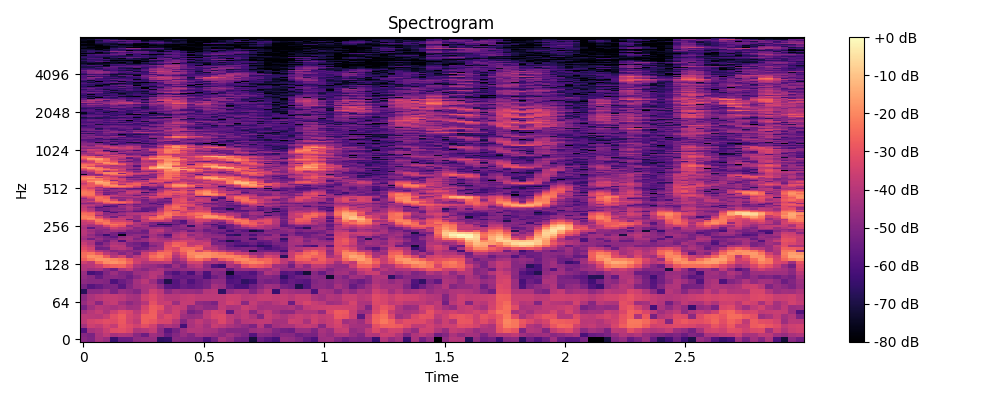 Spectrogram
Hz
4096
2048
1024
512
256
128
64
0
0
0.5
1
1.5
2
2.5
Time
+0 dB
-10 dB
-20 dB
-30 dB
-40 dB
-50 dB
-60 dB
-70 dB
-80 dB